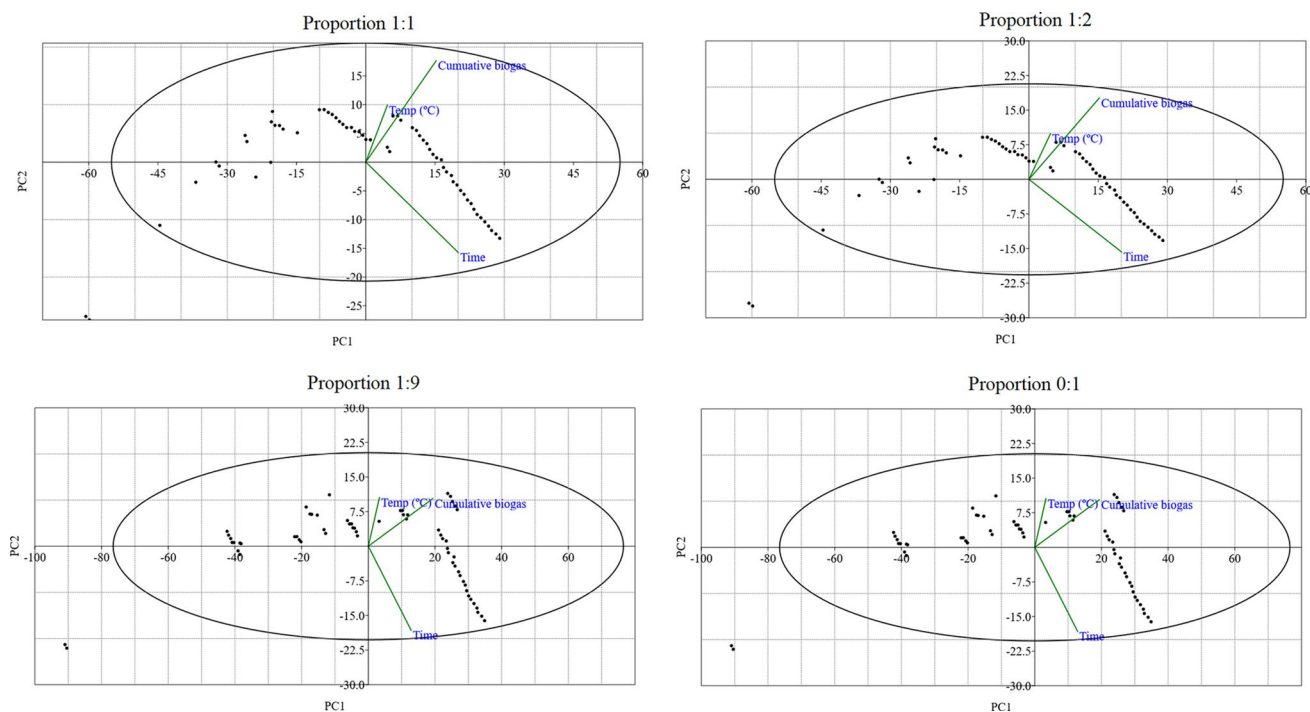 Proportion 1:1
15
Cumuative biogas
10
Temp (ºC)
5
-60 -45 -30 -15 15 30 45 60
-5
-10
-15
Time
-20
-25
PC2
PC1
Proportion 1:2
30.0
22.5
15.0
Cumulative biogas
7.5
Temp (ºC)
-60 -45 -30 -15 15 30 45 60
-7.5
-15.0
Time
-22.5
-30.0
PC2
PC1
Proportion 1:9
30.0
22.5
15.0
Temp (ºC) Cumulative biogas
7.5
-100 -80 -60 -40 -20 20 40 60
-7.5
-15.0
Time
-22.5
-30.0
PC2
PC1
Proportion 0:1
30.0
22.5
15.0
Temp (ºC) Cumulative biogas
7.5
-100 -80 -60 -40 -20 20 40 60
-7.5
-15.0
Time
-22.5
-30.0
PC2
PC1